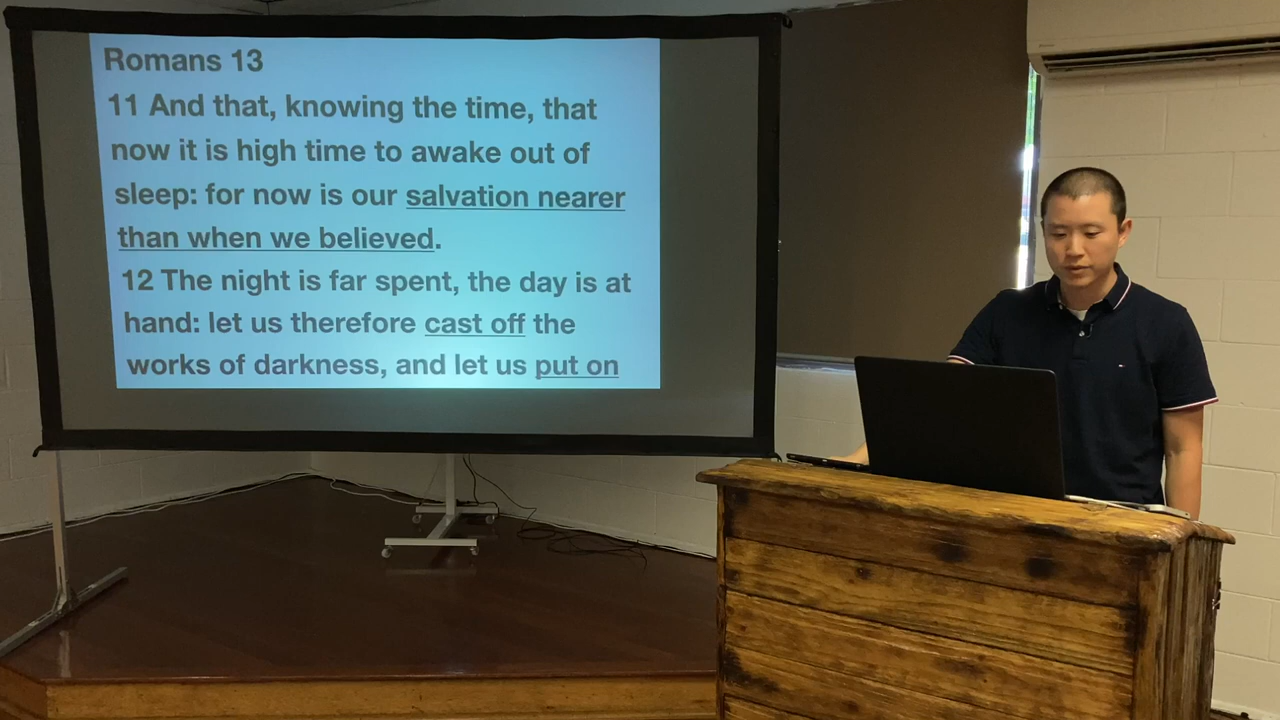 Romans 13
11 And that, knowing the time, that
now it is high time to awake out of
sleep: for now is our salvation nearer
than when we believed.
12 The night is far spent, the day is at
hand: let us therefore cast off the
works of darkness, and let us put on